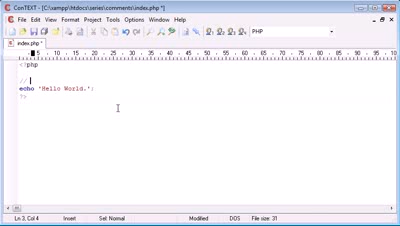 ConTEXT - [C:\xampp\htdocs\series\comments\index.php *]
File Edit View Format Project Tools Options Window Help
PHP
index.php *
<?php
//
echo 'Hello World.';
?>
Ln 3, Col 4 Insert Sel: Normal Modified DOS File size: 31